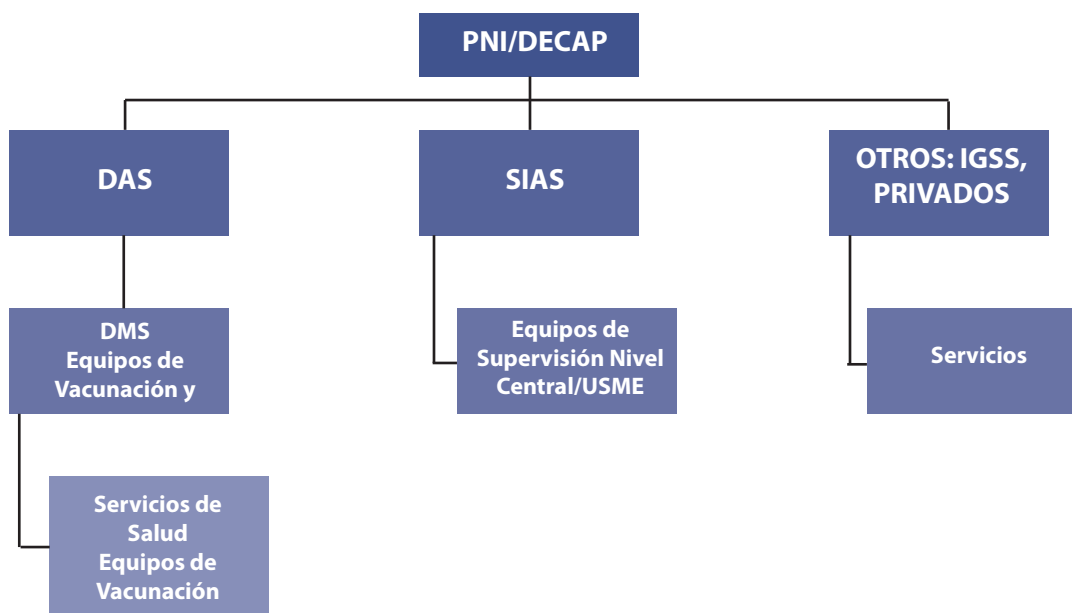 PNI/DECAP
DAS
SIAS
OTROS: IGSS,
PRIVADOS
DMS
Equipos de
Vacunación y
Equipos de
Supervisión Nivel
Central/USME
Servicios
Servicios de
Salud
Equipos de
Vacunación